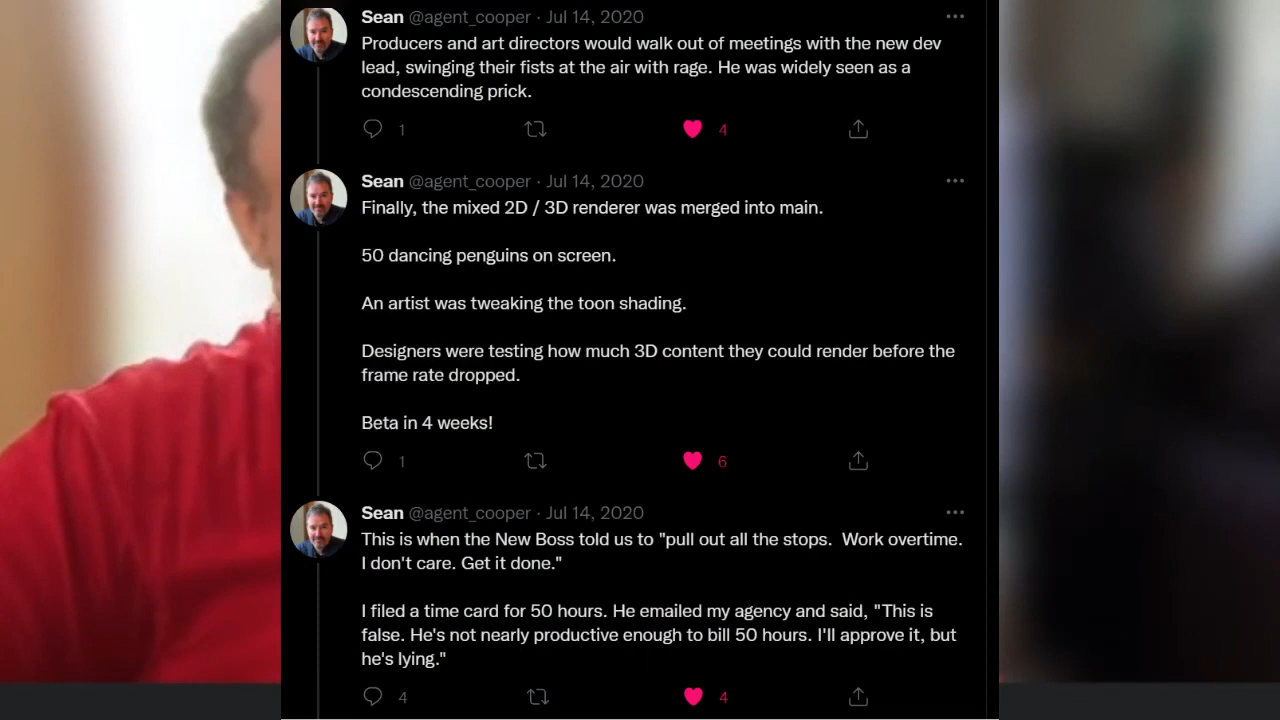 Sean @agent_cooper · Jul 14, 2020
Producers and art directors would walk out of meetings with the new dev
lead, swinging their fists at the air with rage. He was widely seen as a
condescending prick.
1 4
Sean @agent_cooper · Jul 14, 2020
Finally, the mixed 2D / 3D renderer was merged into main.
50 dancing penguins on screen.
An artist was tweaking the toon shading.
Designers were testing how much 3D content they could render before the
frame rate dropped.
Beta in 4 weeks!
1 6
Sean @agent_cooper · Jul 14, 2020
This is when the New Boss told us to "pull out all the stops.  Work overtime.
I don't care. Get it done."
I filed a time card for 50 hours. He emailed my agency and said, "This is
false. He's not nearly productive enough to bill 50 hours. I'll approve it, but
he's lying."
4 4